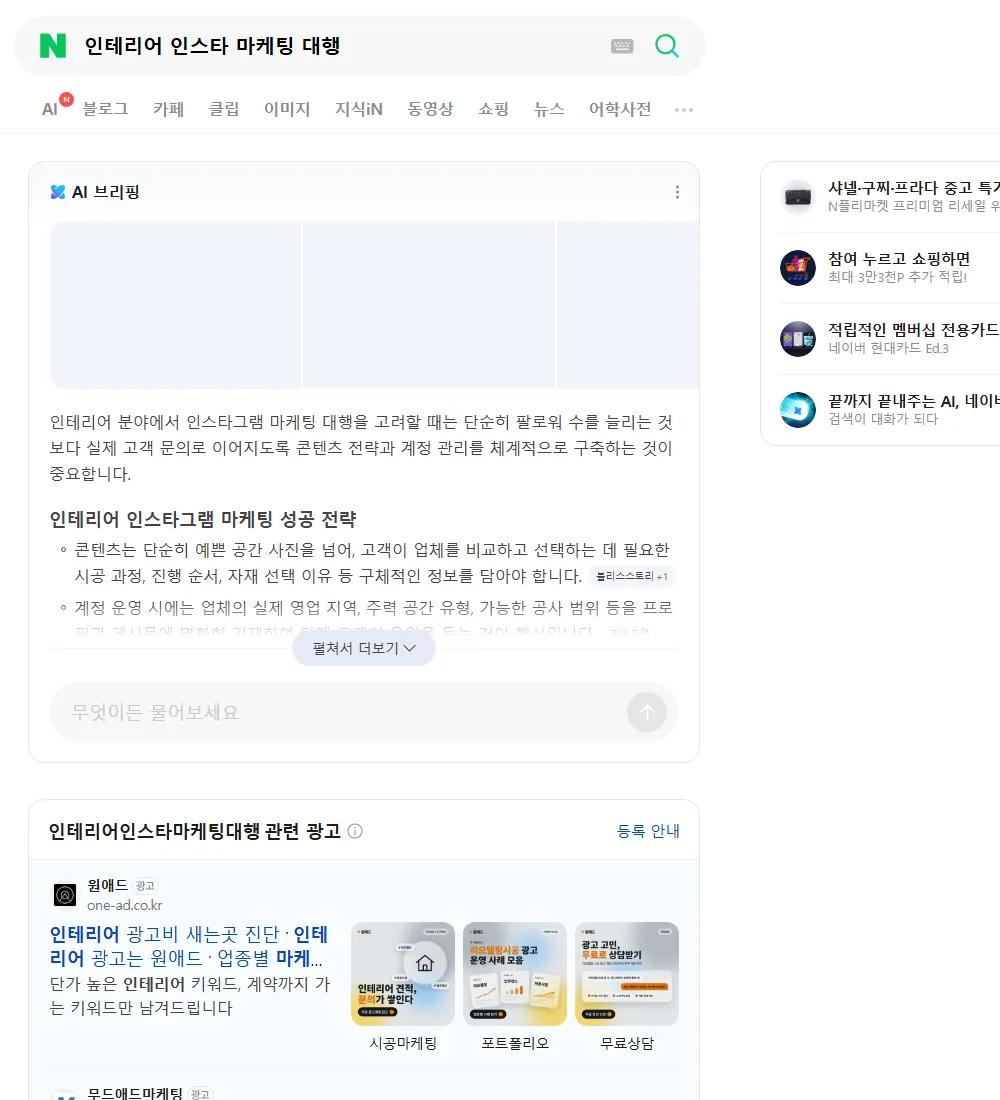 N 인테리어 인스타 마케팅 대행
AI N 블로그 카페 클립 이미지 지식iN 동영상 쇼핑 뉴스 어학사전
AI 브리핑
인테리어 분야에서 인스타그램 마케팅 대행을 고려할 때는 단순히 팔로워 수를 늘리는 것
보다 실제 고객 문의로 이어지도록 콘텐츠 전략과 계정 관리를 체계적으로 구축하는 것이
중요합니다.
인테리어 인스타그램 마케팅 성공 전략
콘텐츠는 단순히 예쁜 공간 사진을 넘어, 고객이 업체를 비교하고 선택하는 데 필요한
시공 과정, 진행 순서, 자재 선택 이유 등 구체적인 정보를 담아야 합니다. 블리스스토리 +1
계정 운영 시에는 업체의 실제 영업 지역, 주력 공간 유형, 가능한 공사 범위 등을 프로
펼쳐서 더보기
무엇이든 물어보세요
샤넬·구찌·프라다 중고 특가
N플리마켓 프리미엄 리세일
참여 누르고 쇼핑하면
최대 3만3천P 추가 적립!
적립적인 멤버십 전용카드
네이버 현대카드 Ed.3
끝까지 끝내주는 AI, 네이버
검색이 대화가 되다
인테리어인스타마케팅대행 관련 광고
등록 안내
원애드 광고
one-ad.co.kr
인테리어 광고비 새는곳 진단 · 인테
리어 광고는 원애드 · 업종별 마케...
단가 높은 인테리어 키워드, 계약까지 가
는 키워드만 남겨드립니다
인테리어 견적,
문의가 쌓인다
시공마케팅
리모델링시공 광고
운영 사례 모음
포트폴리오
광고 고민,
무료로 상담받기
무료상담
무드애드마케팅 광고